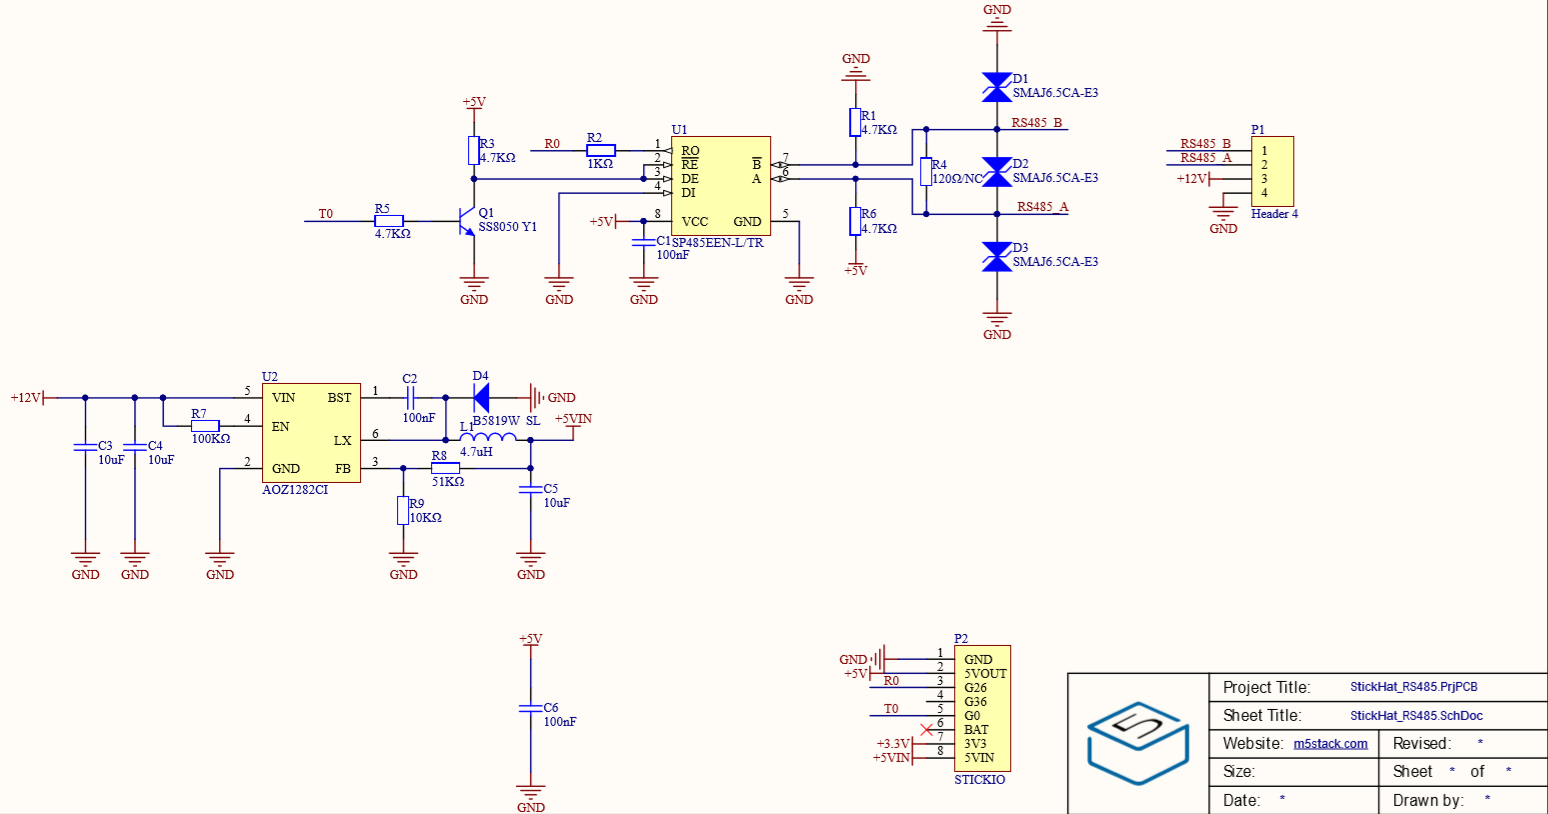 GND
D1
SMAJ6.5CA-E3
GND
R1
4.7KΩ
+5V
R3
4.7KΩ
R0
R2
1KΩ
U1
1 RO
2 RE
3 DE
4 DI
8 VCC
B 7
A 6
GND 5
SP485EEN-L/TR
RS485_B
R4
120Ω/NC
D2
SMAJ6.5CA-E3
RS485_A
P1
RS485_B 1
RS485_A 2
+12V 3
4
Header 4
GND
T0
R5
4.7KΩ
Q1
SS8050 Y1
+5V
C1
100nF
R6
4.7KΩ
+5V
D3
SMAJ6.5CA-E3
GND
GND
GND
GND
GND
U2
+12V
5 VIN
4 EN
2 GND
BST 1
LX 6
FB 3
AOZ1282CI
R7
100KΩ
C3
10uF
C4
10uF
C2
100nF
D4
B5819W SL
GND
+5VIN
L1
4.7uH
R8
51KΩ
R9
10KΩ
C5
10uF
GND
GND
GND
GND
GND
+5V
C6
100nF
GND
P2
GND 1 GND
+5V 2 5VOUT
R0 3 G26
4 G36
T0 5 G0
6 BAT
+3.3V 7 3V3
+5VIN 8 5VIN
STICKIO
5
Project Title: StickHat_RS485.PrjPCB
Sheet Title: StickHat_RS485.SchDoc
Website: m5stack.com Revised: *
Size: Sheet * of *
Date: * Drawn by: *